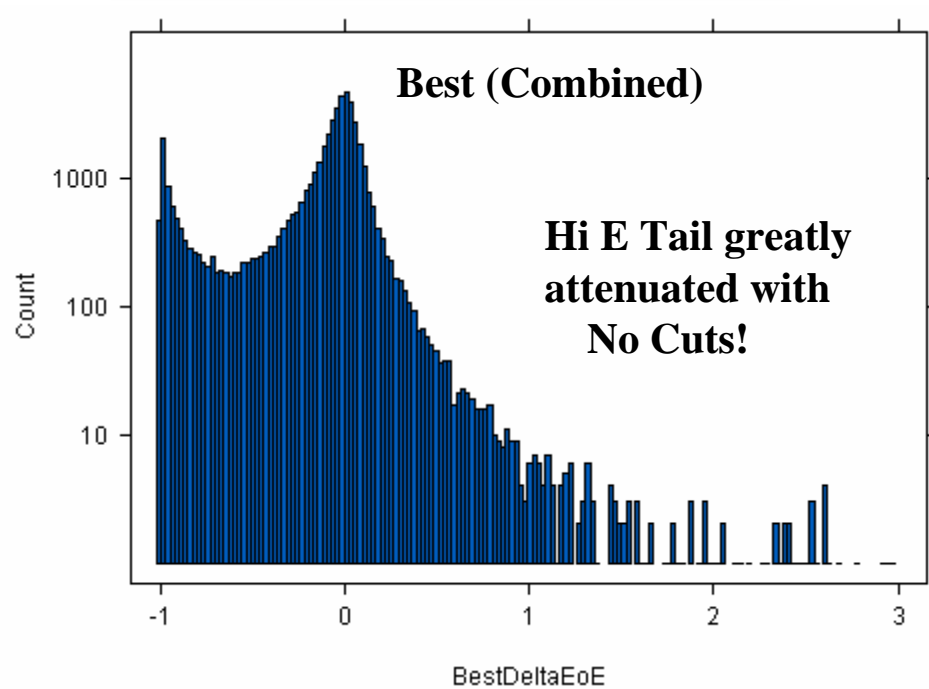 Best (Combined)
1000
Hi E Tail greatly
attenuated with
No Cuts!
Count
100
10
-1 0 1 2 3
BestDeltaEoE